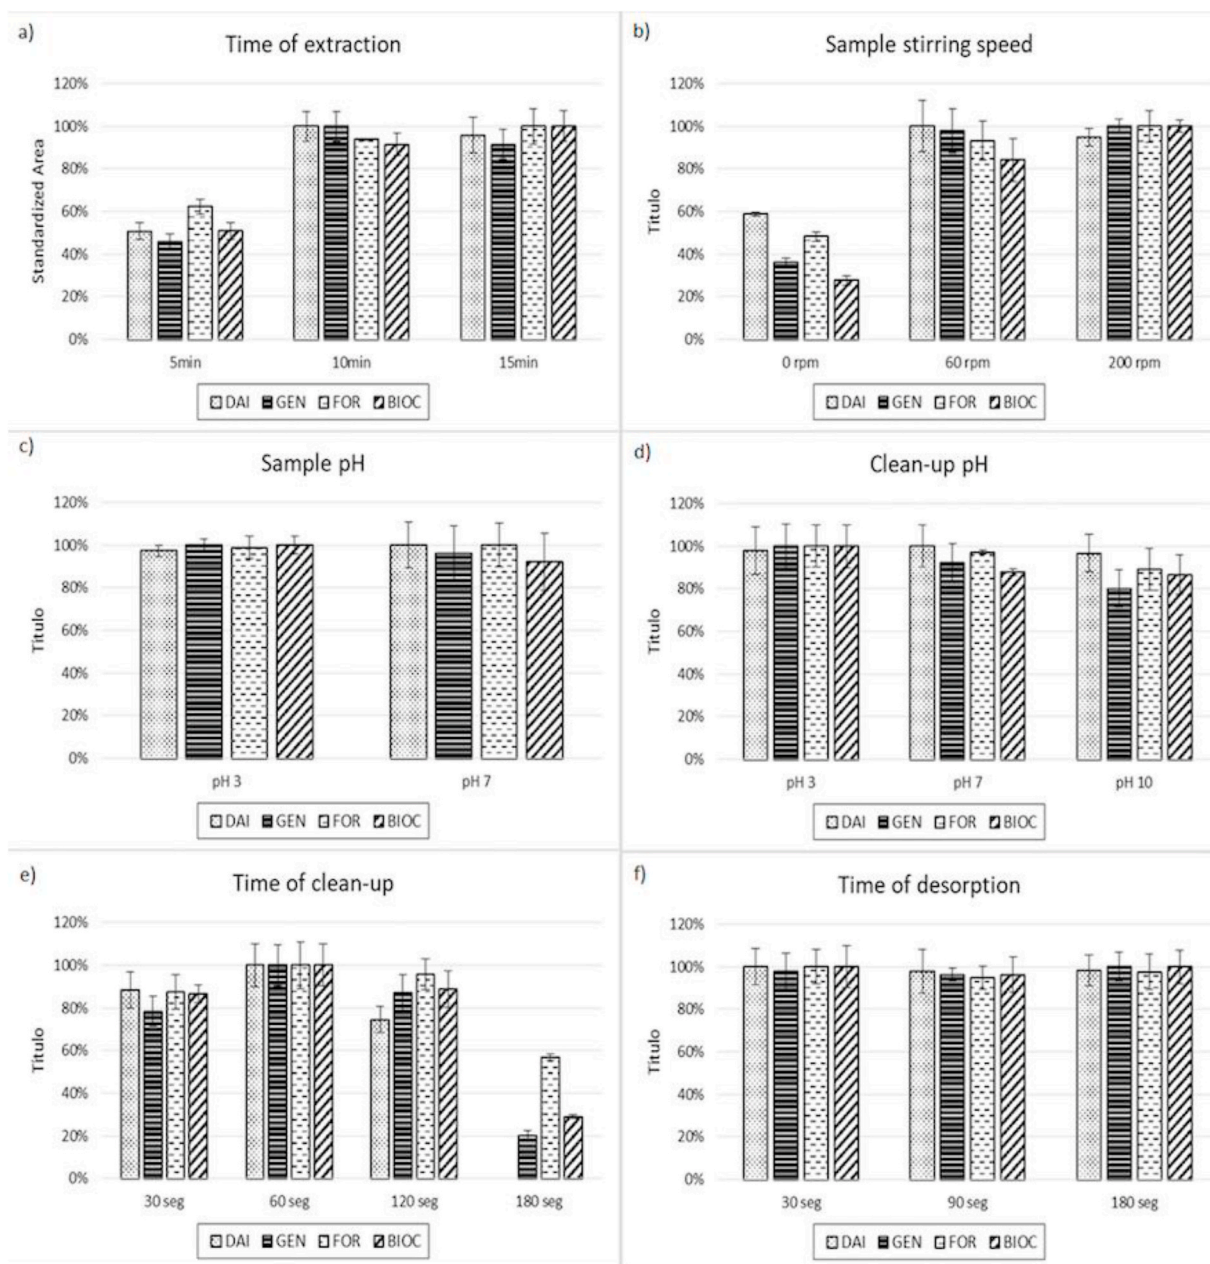 a)
Time of extraction
120%
100%
80%
60%
40%
20%
0%
Standardized Area
5min 10min 15min
DAI GEN FOR BIOC
b)
Sample stirring speed
120%
100%
80%
60%
40%
20%
0%
Título
0 rpm 60 rpm 200 rpm
DAI GEN FOR BIOC
c)
Sample pH
120%
100%
80%
60%
40%
20%
0%
Título
pH 3 pH 7
DAI GEN FOR BIOC
d)
Clean-up pH
120%
100%
80%
60%
40%
20%
0%
Título
pH 3 pH 7 pH 10
DAI GEN FOR BIOC
e)
Time of clean-up
120%
100%
80%
60%
40%
20%
0%
Título
30 seg 60 seg 120 seg 180 seg
DAI GEN FOR BIOC
f)
Time of desorption
120%
100%
80%
60%
40%
20%
0%
Título
30 seg 90 seg 180 seg
DAI GEN FOR BIOC